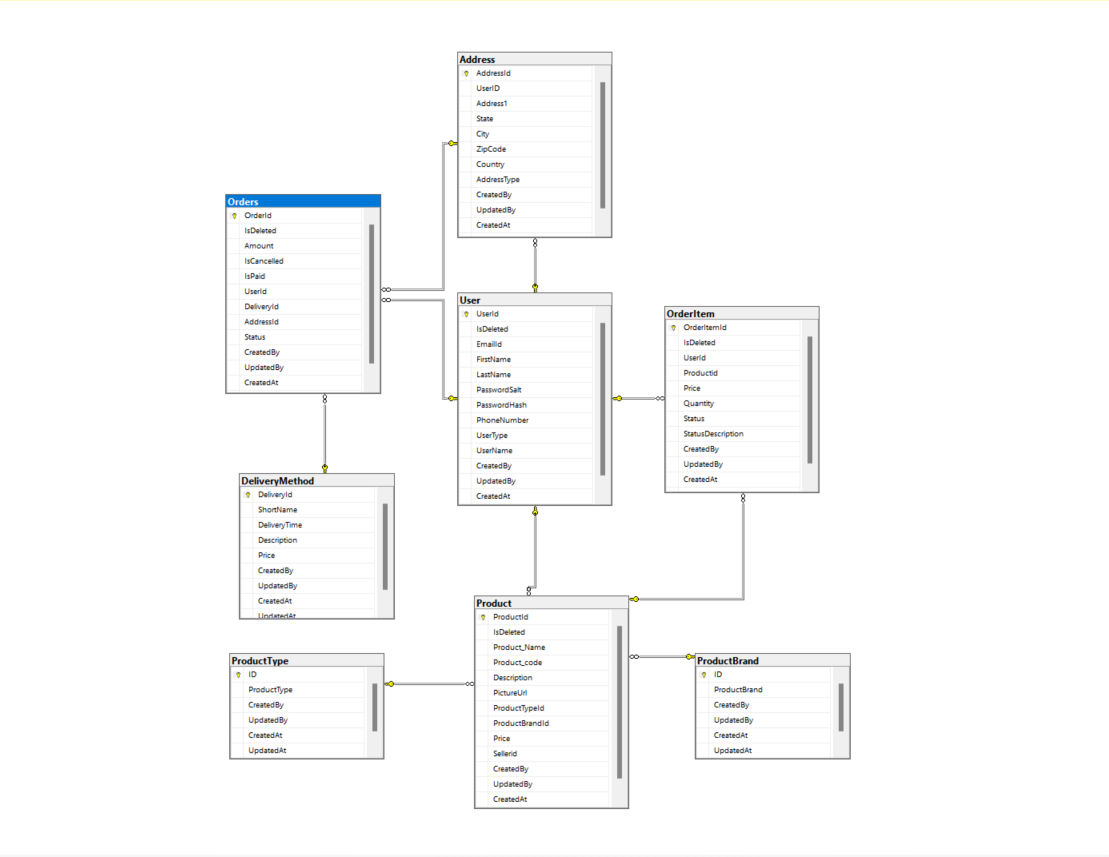 Address
AddressId
UserID
Address1
State
City
ZipCode
Country
AddressType
CreatedBy
UpdatedBy
CreatedAt
Orders
OrderId
IsDeleted
Amount
IsCancelled
IsPaid
UserId
DeliveryId
AddressId
Status
CreatedBy
UpdatedBy
CreatedAt
User
UserId
IsDeleted
EmailId
FirstName
LastName
PasswordSalt
PasswordHash
PhoneNumber
UserType
UserName
CreatedBy
UpdatedBy
CreatedAt
OrderItem
OrderItemId
IsDeleted
UserId
Productid
Price
Quantity
Status
StatusDescription
CreatedBy
UpdatedBy
CreatedAt
DeliveryMethod
DeliveryId
ShortName
DeliveryTime
Description
Price
CreatedBy
UpdatedBy
CreatedAt
UpdatedAt
Product
ProductId
IsDeleted
Product_Name
Product_code
Description
PictureUrl
ProductTypeId
ProductBrandId
Price
Sellerid
CreatedBy
UpdatedBy
CreatedAt
ProductType
ID
ProductType
CreatedBy
UpdatedBy
CreatedAt
UpdatedAt
ProductBrand
ID
ProductBrand
CreatedBy
UpdatedBy
CreatedAt
UpdatedAt